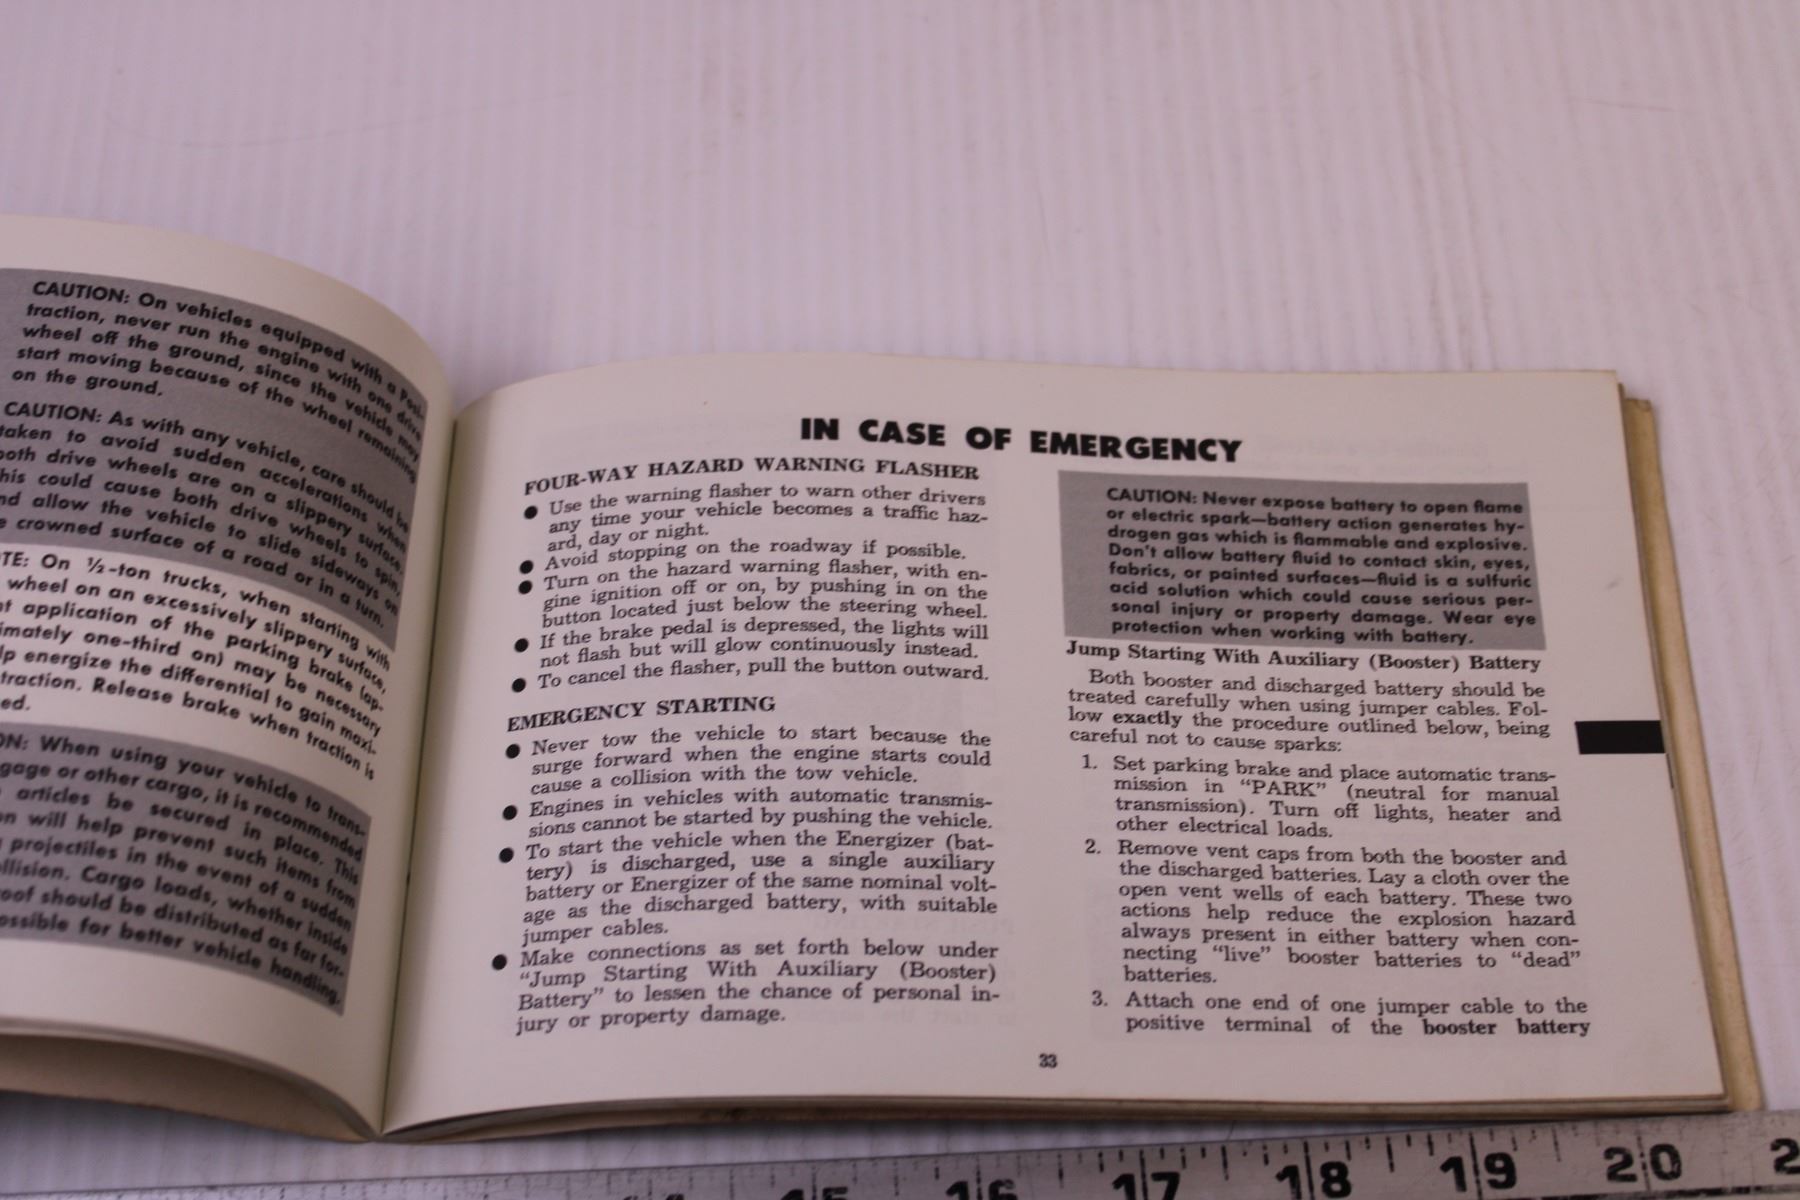 CAUTION: On vehicles equipped with a Posi-
traction, never run the engine with one drive
wheel off the ground, since the vehicle may
start moving because of the wheel remaining
on the ground.
CAUTION: As with any vehicle, care should be
taken to avoid sudden accelerations when
both drive wheels are on a slippery surface.
This could cause both drive wheels to spin,
and allow the vehicle to slide sideways on
crowned surface of a road or in a turn.
TE: On ½-ton trucks, when starting with
wheel on an excessively slippery surface,
t application of the parking brake (ap-
imately one-third on) may be necessary
lp energize the differential to gain maxi-
traction. Release brake when traction is
ed.
ON: When using your vehicle to trans-
gage or other cargo, it is recommended
articles be secured in place. This
on will help prevent such items from
projectiles in the event of a sudden
llision. Cargo loads, whether inside
oof should be distributed as far for-
ossible for better vehicle handling.
IN CASE OF EMERGENCY
FOUR-WAY HAZARD WARNING FLASHER
● Use the warning flasher to warn other drivers
any time your vehicle becomes a traffic haz-
ard, day or night.
● Avoid stopping on the roadway if possible.
● Turn on the hazard warning flasher, with en-
gine ignition off or on, by pushing in on the
button located just below the steering wheel.
● If the brake pedal is depressed, the lights will
not flash but will glow continuously instead.
● To cancel the flasher, pull the button outward.
EMERGENCY STARTING
● Never tow the vehicle to start because the
surge forward when the engine starts could
cause a collision with the tow vehicle.
● Engines in vehicles with automatic transmis-
sions cannot be started by pushing the vehicle.
● To start the vehicle when the Energizer (bat-
tery) is discharged, use a single auxiliary
battery or Energizer of the same nominal volt-
age as the discharged battery, with suitable
jumper cables.
● Make connections as set forth below under
"Jump Starting With Auxiliary (Booster)
Battery" to lessen the chance of personal in-
jury or property damage.
CAUTION: Never expose battery to open flame
or electric spark—battery action generates hy-
drogen gas which is flammable and explosive.
Don't allow battery fluid to contact skin, eyes,
fabrics, or painted surfaces—fluid is a sulfuric
acid solution which could cause serious per-
sonal injury or property damage. Wear eye
protection when working with battery.
Jump Starting With Auxiliary (Booster) Battery
Both booster and discharged battery should be
treated carefully when using jumper cables. Fol-
low exactly the procedure outlined below, being
careful not to cause sparks:
1. Set parking brake and place automatic trans-
mission in "PARK" (neutral for manual
transmission). Turn off lights, heater and
other electrical loads.
2. Remove vent caps from both the booster and
the discharged batteries. Lay a cloth over the
open vent wells of each battery. These two
actions help reduce the explosion hazard
always present in either battery when con-
necting "live" booster batteries to "dead"
batteries.
3. Attach one end of one jumper cable to the
positive terminal of the booster battery
33
15 16 17 18 19 20